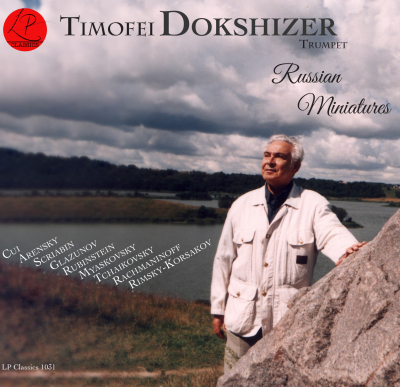 LP
CLASSICS
TIMOFEI DOKSHIZER
TRUMPET
Russian
Miniatures
CUI
ARENSKY
SCRIABIN
GLAZUNOV
RUBINSTEIN
MYASKOVSKY
TCHAIKOVSKY
RACHMANINOFF
RIMSKY-KORSAKOV
LP Classics 1051